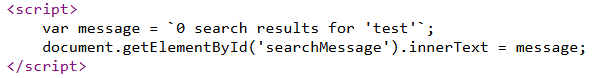 <script>
var message = `0 search results for 'test'`;
document.getElementById('searchMessage').innerText = message;
</script>